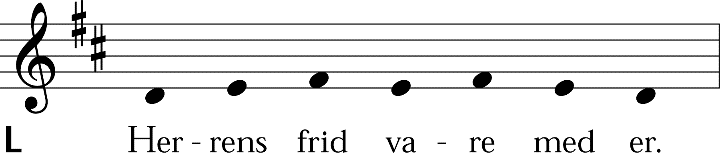 L Her - rens frid va - re med er.